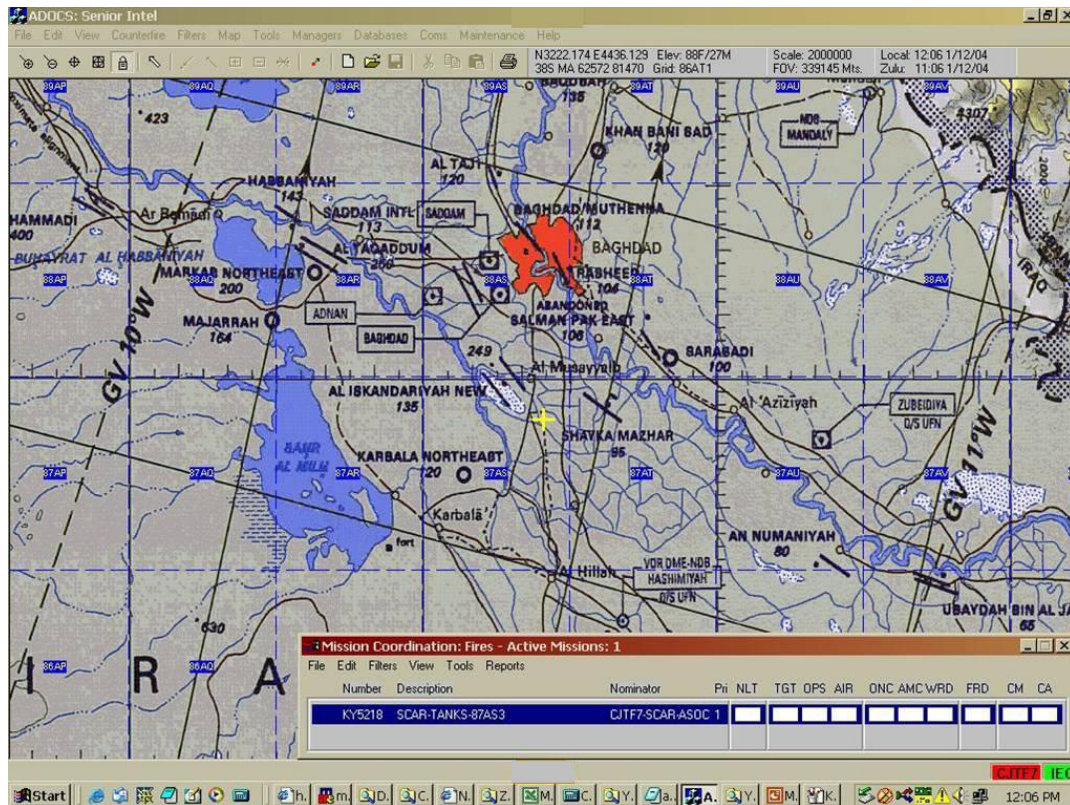 ADOCS: Senior Intel
File Edit View Counterfire Filters Map Tools Managers Databases Coms Maintenance Help
N3222.174 E4436.129 Elev: 88F/27M
38S MA 62572 81470 Grid: 86AT1
Scale: 2000000
FOV: 339145 Mts.
Local: 12:06 1/12/04
Zulu: 11:06 1/12/04
89AP 89AQ 89AR 89AS 89AT 89AU 89AV
135
423
KHAN BANI SAD
120
NDB
MANDALY
4307
AL TAJI
120
HABBANIYAH
143
HAMMADI
400
Ar Ramadi
SADDAM INTL
113
SADDAM
BAGHDAD/MUTHENNA
112
BAGHDAD
AL TAQADDUM
BUHAYRAT AL HABBANIYAH
MARKAB NORTHEAST
200
RASHEED
106
88AP 88AQ 88AR 88AS 88AT 88AU 88AV
ABANDONED
SALMAN PAK EAST
106
ADNAN
MAJARRAH
164
BAGHDAD
GV 10°W
249
SARABADI
100
Al Musayyaib
AL ISKANDARIYAH NEW
135
Al 'Azīzīyah
ZUBEIDIYA
O/S UFN
SHAYKA MAZHAR
95
GV 11°W
BAHR
AL MILH
KARBALA NORTHEAST
120
87AP 87AQ 87AR 87AS 87AT 87AU 87AV
Karbalā'
fort
AN NUMANIYAH
80
VOR DME-NDB
HASHIMIYAH
O/S UFN
Al Hillah
UBAYDAH BIN AL JA
65
630
86AP 86AQ
I R A
Mission Coordination: Fires - Active Missions: 1
File Edit Filters View Tools Reports
Number Description Nominator Pri NLT TGT OPS AIR ONC AMC WRD FRD CM CA
KY5218 SCAR-TANKS-87AS3 CJTF7-SCAR-ASOC 1
CJTF7 IEC
Start h. m. D. C. N. Z. M. C. Y. a. A. Y. M. K. 12:06 PM